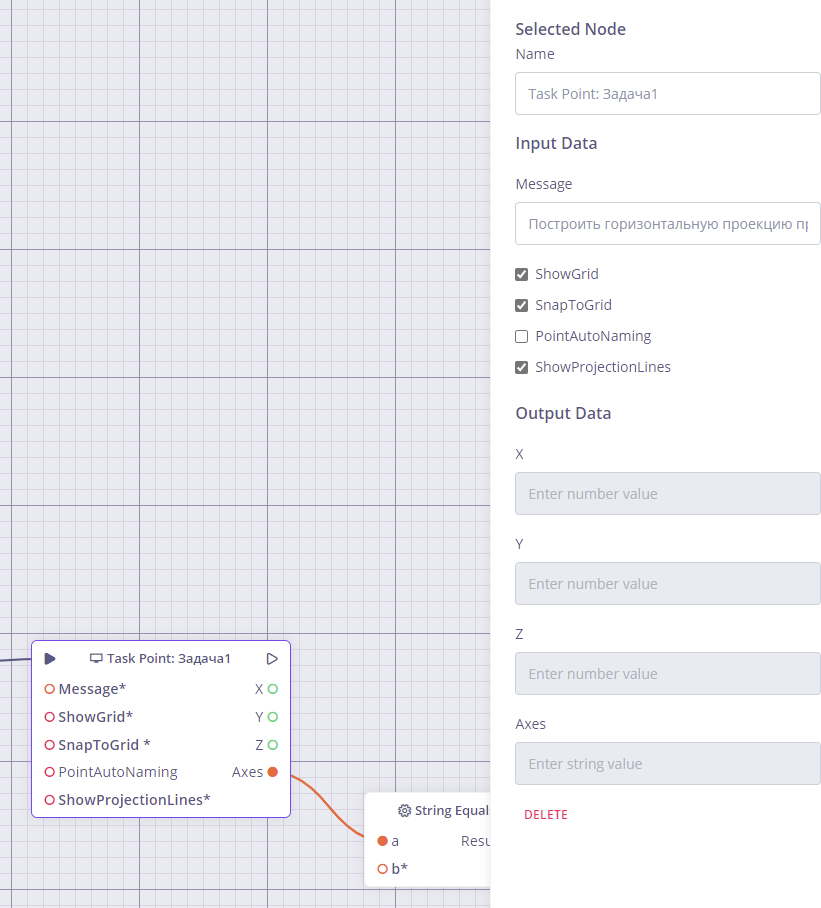 Selected Node
Name
Task Point: Задача1
Input Data
Message
Построить горизонтальную проекцию
ShowGrid
SnapToGrid
PointAutoNaming
ShowProjectionLines
Output Data
X
Enter number value
Y
Enter number value
Z
Enter number value
Axes
Enter string value
DELETE
Task Point: Задача1
Message*
X
ShowGrid*
Y
SnapToGrid *
Z
PointAutoNaming
Axes
ShowProjectionLines*
String Equal
a
Resu
b*